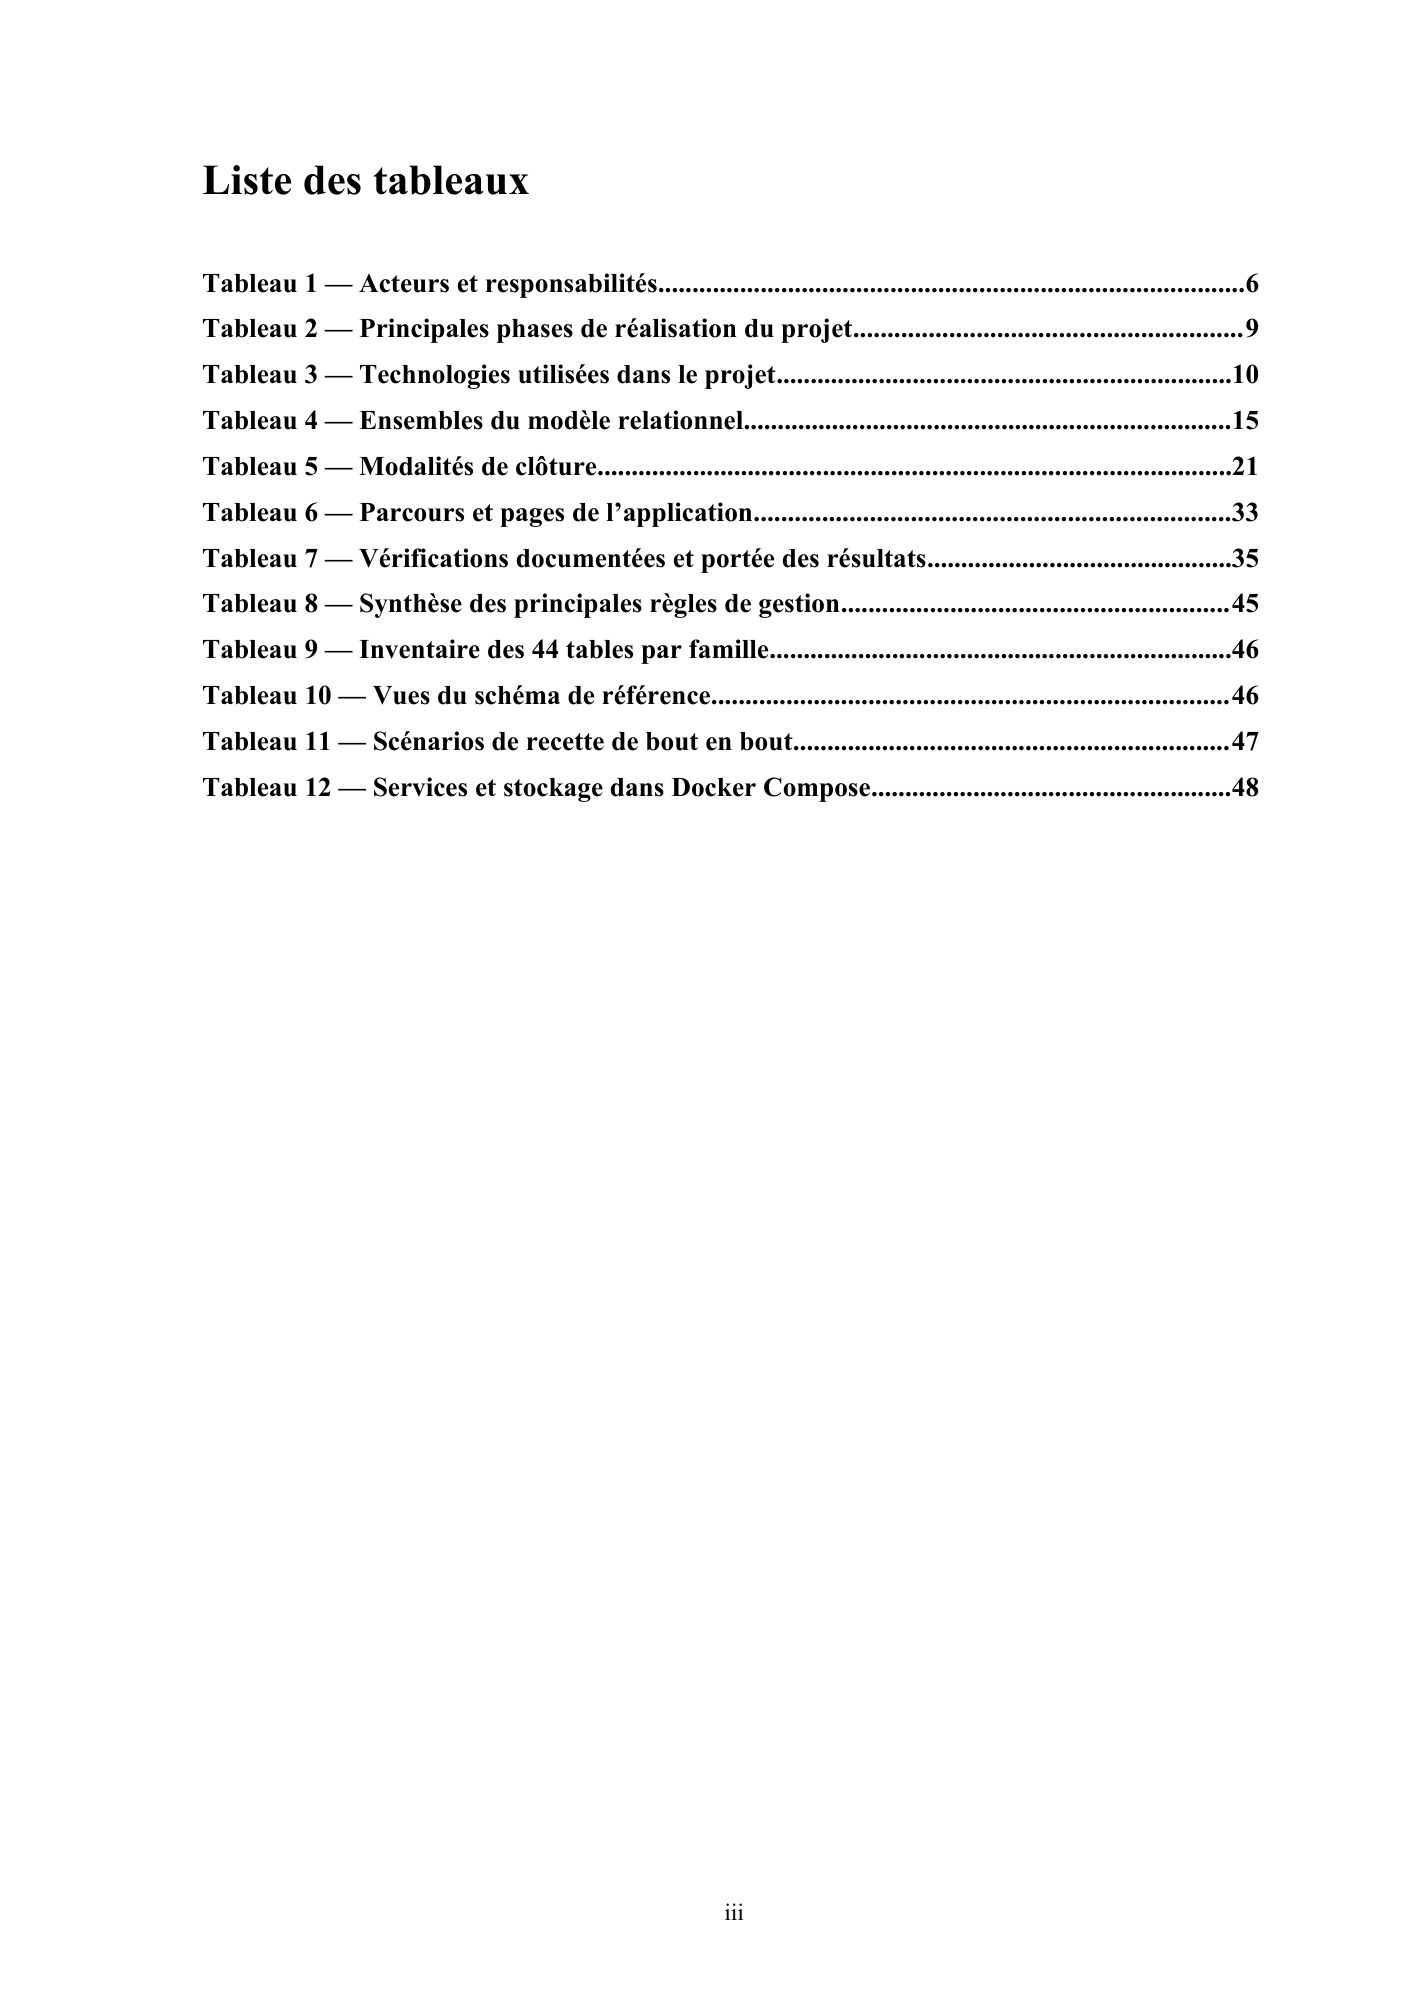 Liste des tableaux
Tableau 1 — Acteurs et responsabilités.......................................................................................6
Tableau 2 — Principales phases de réalisation du projet..........................................................9
Tableau 3 — Technologies utilisées dans le projet...................................................................10
Tableau 4 — Ensembles du modèle relationnel........................................................................15
Tableau 5 — Modalités de clôture..............................................................................................21
Tableau 6 — Parcours et pages de l’application.......................................................................33
Tableau 7 — Vérifications documentées et portée des résultats.............................................35
Tableau 8 — Synthèse des principales règles de gestion..........................................................45
Tableau 9 — Inventaire des 44 tables par famille....................................................................46
Tableau 10 — Vues du schéma de référence.............................................................................46
Tableau 11 — Scénarios de recette de bout en bout.................................................................47
Tableau 12 — Services et stockage dans Docker Compose.....................................................48
iii